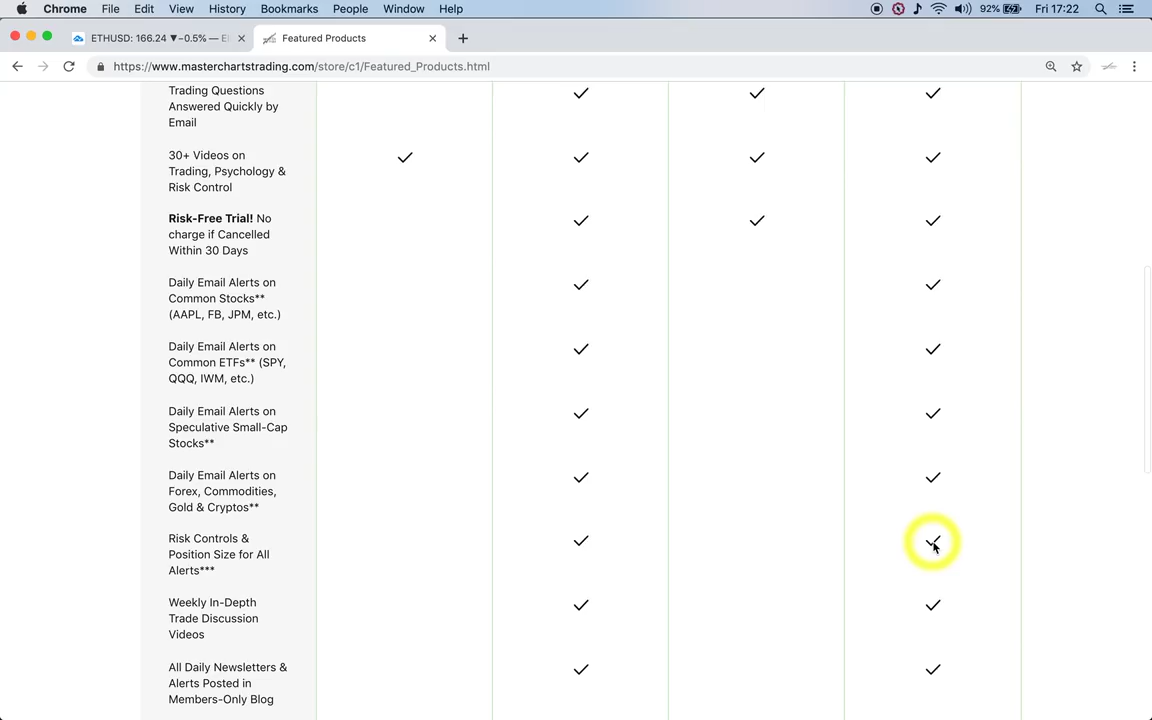 Chrome File Edit View History Bookmarks People Window Help 92% Fri 17:22
ETHUSD: 166.24 ▼−0.5% — E
Featured Products
https://www.masterchartstrading.com/store/c1/Featured_Products.html
Trading Questions
Answered Quickly by
Email
30+ Videos on
Trading, Psychology &
Risk Control
Risk-Free Trial! No
charge if Cancelled
Within 30 Days
Daily Email Alerts on
Common Stocks**
(AAPL, FB, JPM, etc.)
Daily Email Alerts on
Common ETFs** (SPY,
QQQ, IWM, etc.)
Daily Email Alerts on
Speculative Small-Cap
Stocks**
Daily Email Alerts on
Forex, Commodities,
Gold & Cryptos**
Risk Controls &
Position Size for All
Alerts***
Weekly In-Depth
Trade Discussion
Videos
All Daily Newsletters &
Alerts Posted in
Members-Only Blog